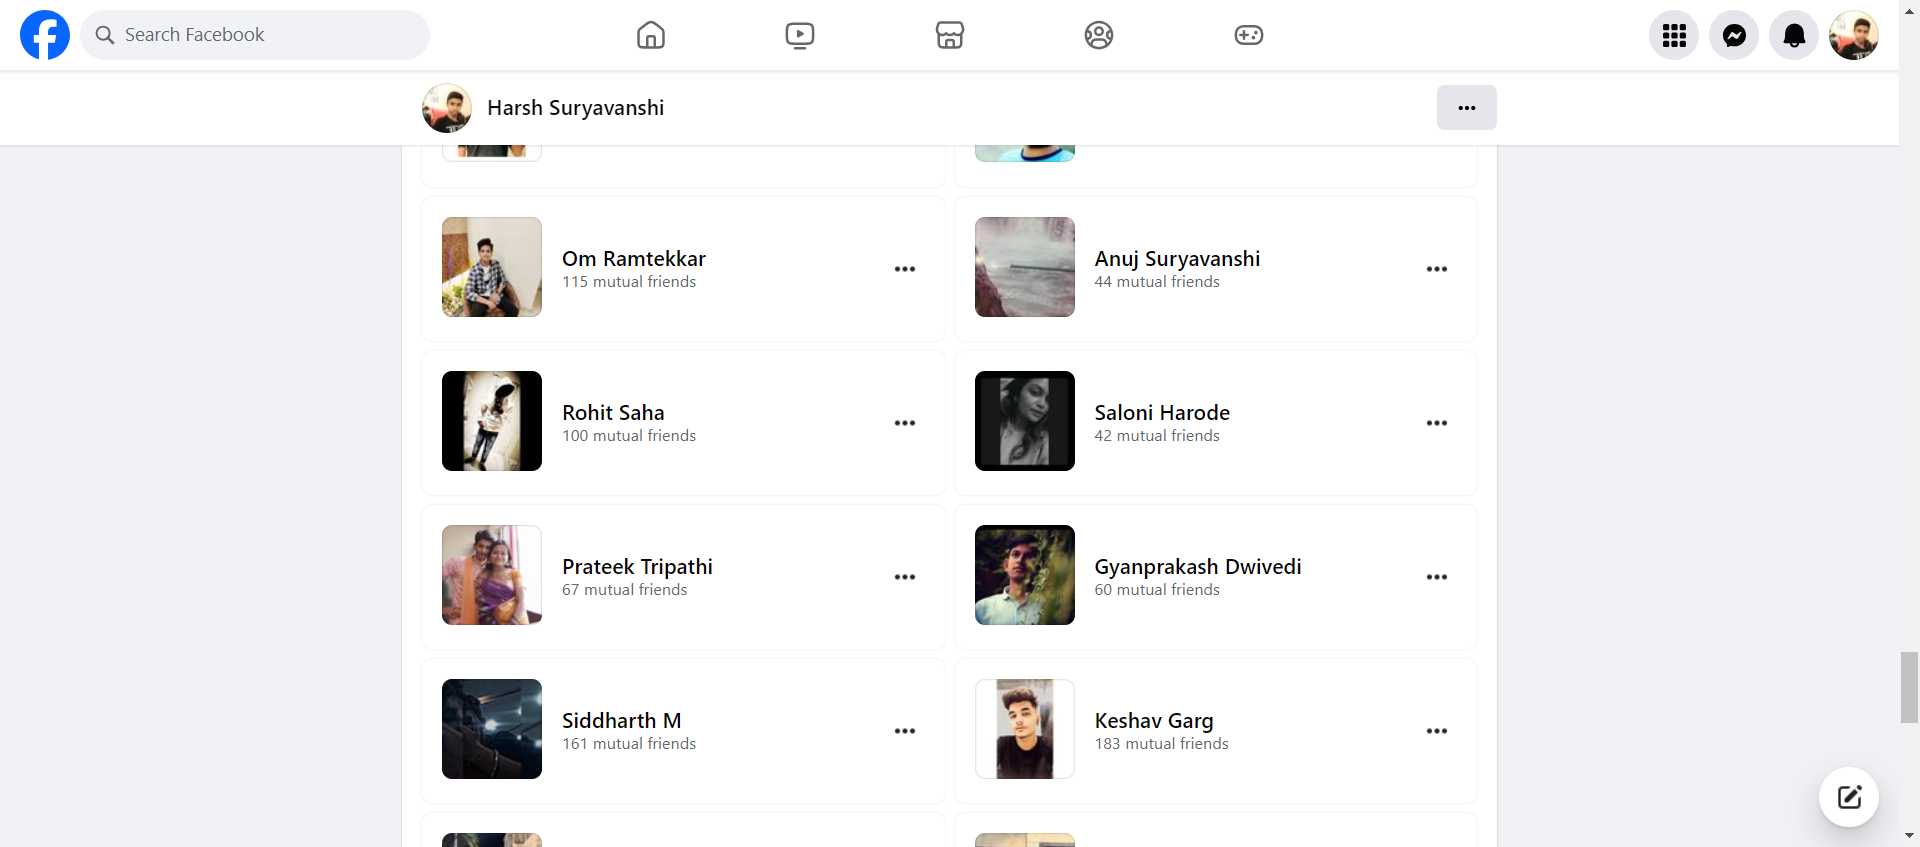 Search Facebook
Harsh Suryavanshi
Om Ramtekkar
115 mutual friends
Anuj Suryavanshi
44 mutual friends
Rohit Saha
100 mutual friends
Saloni Harode
42 mutual friends
Prateek Tripathi
67 mutual friends
Gyanprakash Dwivedi
60 mutual friends
Siddharth M
161 mutual friends
Keshav Garg
183 mutual friends